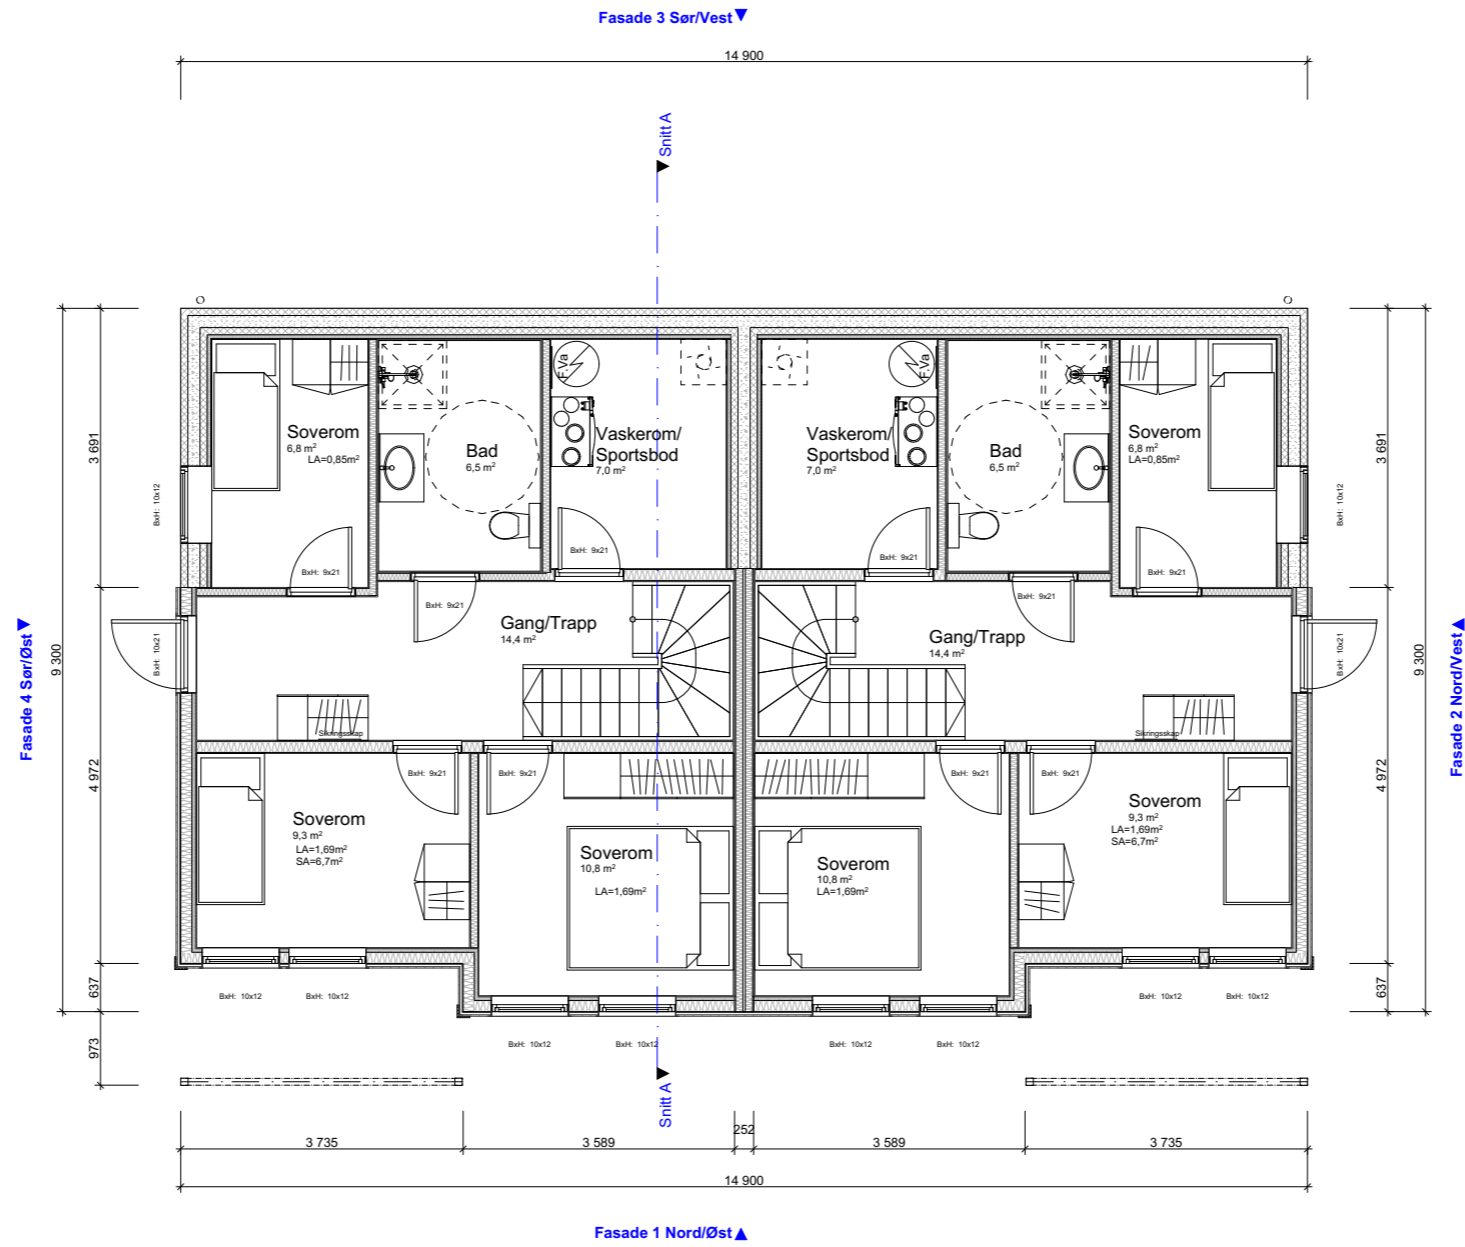 Fasade 3 Sør/Vest
14 900
Snitt A
Fasade 4 Sør/Øst
9 300
3 691
4 972
637
973
BxH: 10x12
BxH: 10x21
Soverom
6,8 m²
LA=0,85m²
BxH: 9x21
Bad
6,5 m²
BxH: 9x21
F.Va
Vaskerom/
Sportsbod
7,0 m²
BxH: 9x21
F.Va
Vaskerom/
Sportsbod
7,0 m²
BxH: 9x21
Bad
6,5 m²
BxH: 9x21
Soverom
6,8 m²
LA=0,85m²
BxH: 9x21
BxH: 10x12
BxH: 10x21
3 691
4 972
637
9 300
Fasade 2 Nord/Vest
Gang/Trapp
14,4 m²
Sikringsskap
Gang/Trapp
14,4 m²
Sikringsskap
BxH: 9x21
BxH: 9x21
BxH: 9x21
BxH: 9x21
Soverom
9,3 m²
LA=1,69m²
SA=6,7m²
Soverom
10,8 m²
LA=1,69m²
Soverom
10,8 m²
LA=1,69m²
Soverom
9,3 m²
LA=1,69m²
SA=6,7m²
BxH: 10x12
BxH: 10x12
BxH: 10x12
BxH: 10x12
BxH: 10x12
BxH: 10x12
BxH: 10x12
BxH: 10x12
Snitt A
3 735
3 589
252
3 589
3 735
14 900
Fasade 1 Nord/Øst